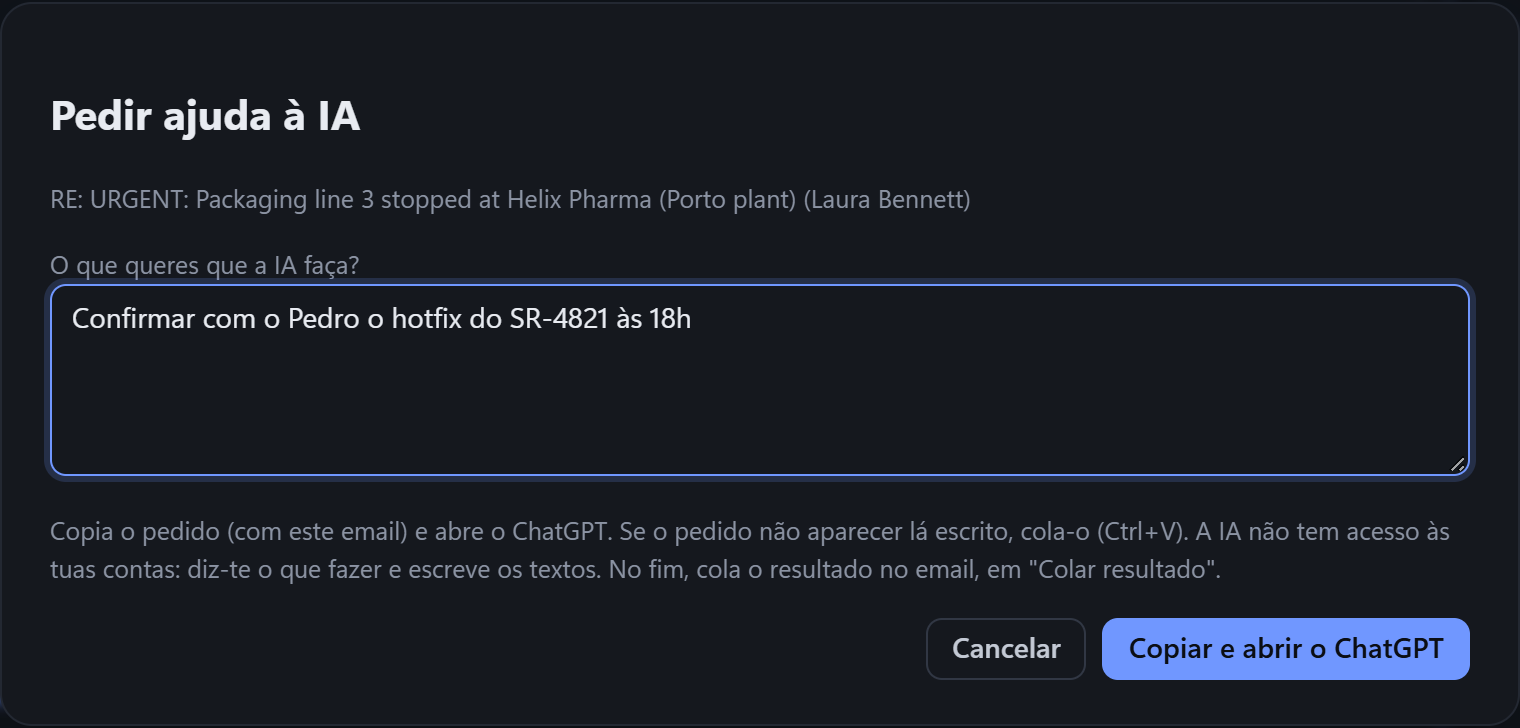 Pedir ajuda à IA
RE: URGENT: Packaging line 3 stopped at Helix Pharma (Porto plant) (Laura Bennett)
O que queres que a IA faça?
Confirmar com o Pedro o hotfix do SR-4821 às 18h
Copia o pedido (com este email) e abre o ChatGPT. Se o pedido não aparecer lá escrito, cola-o (Ctrl+V). A IA não tem acesso às
tuas contas: diz-te o que fazer e escreve os textos. No fim, cola o resultado no email, em "Colar resultado".
Cancelar
Copiar e abrir o ChatGPT